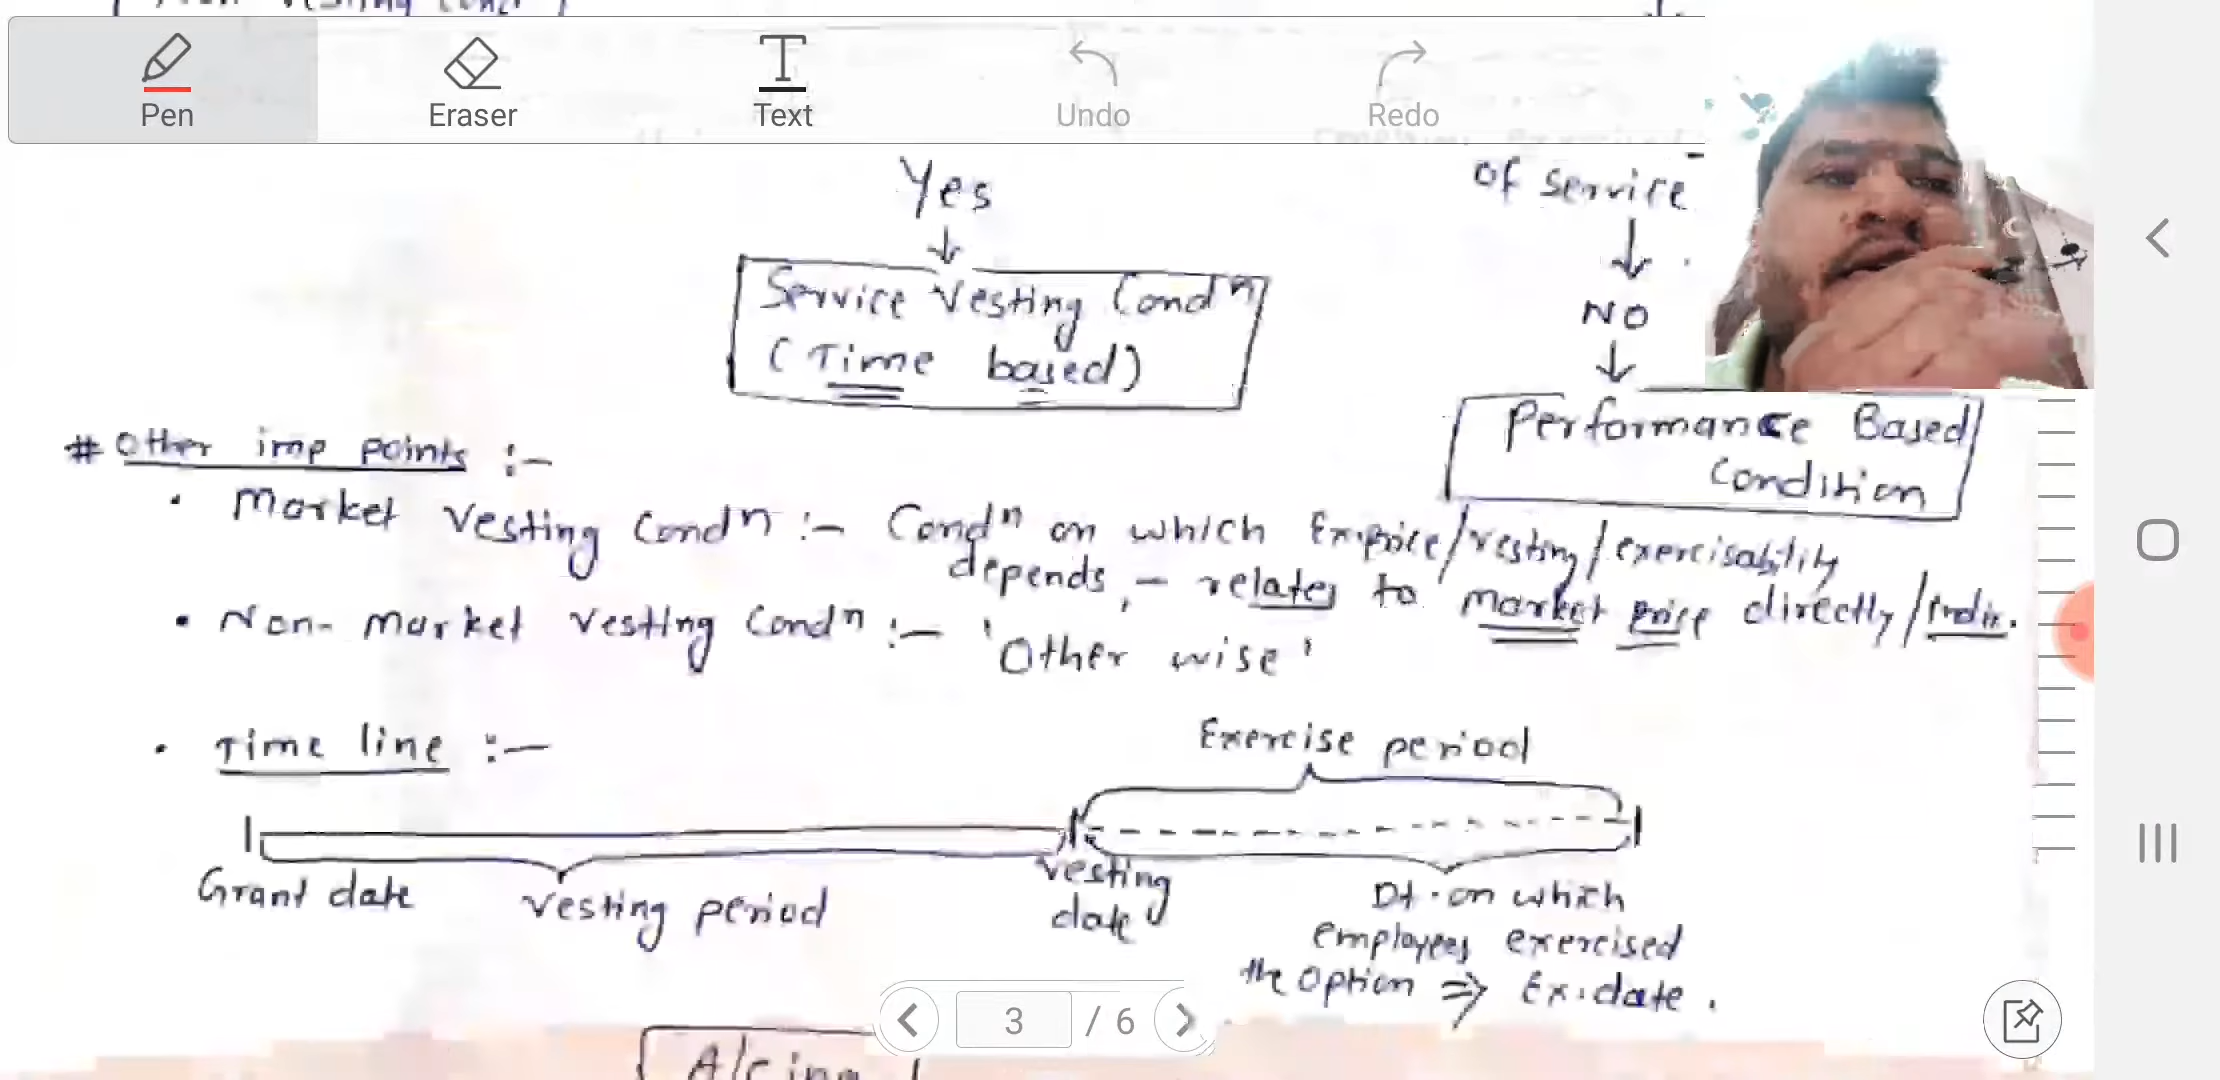 Pen
Eraser
Text
Undo
Redo
Yes
of service
NO
Service Vesting Condⁿ
(Time based)
Performance Based
Condition
# Other imp points :-
• Market Vesting Condⁿ :- Condⁿ on which Ex.price/vesting/exercisability
depends, - relates to market price directly/indir.
• Non-market Vesting Condⁿ :- 'Other wise'
• Time line :-
Exercise period
Grant date
vesting period
vesting
date
Dt. on which
employees exercised
the option ⇒ Ex.date.
3 / 6
A/cing